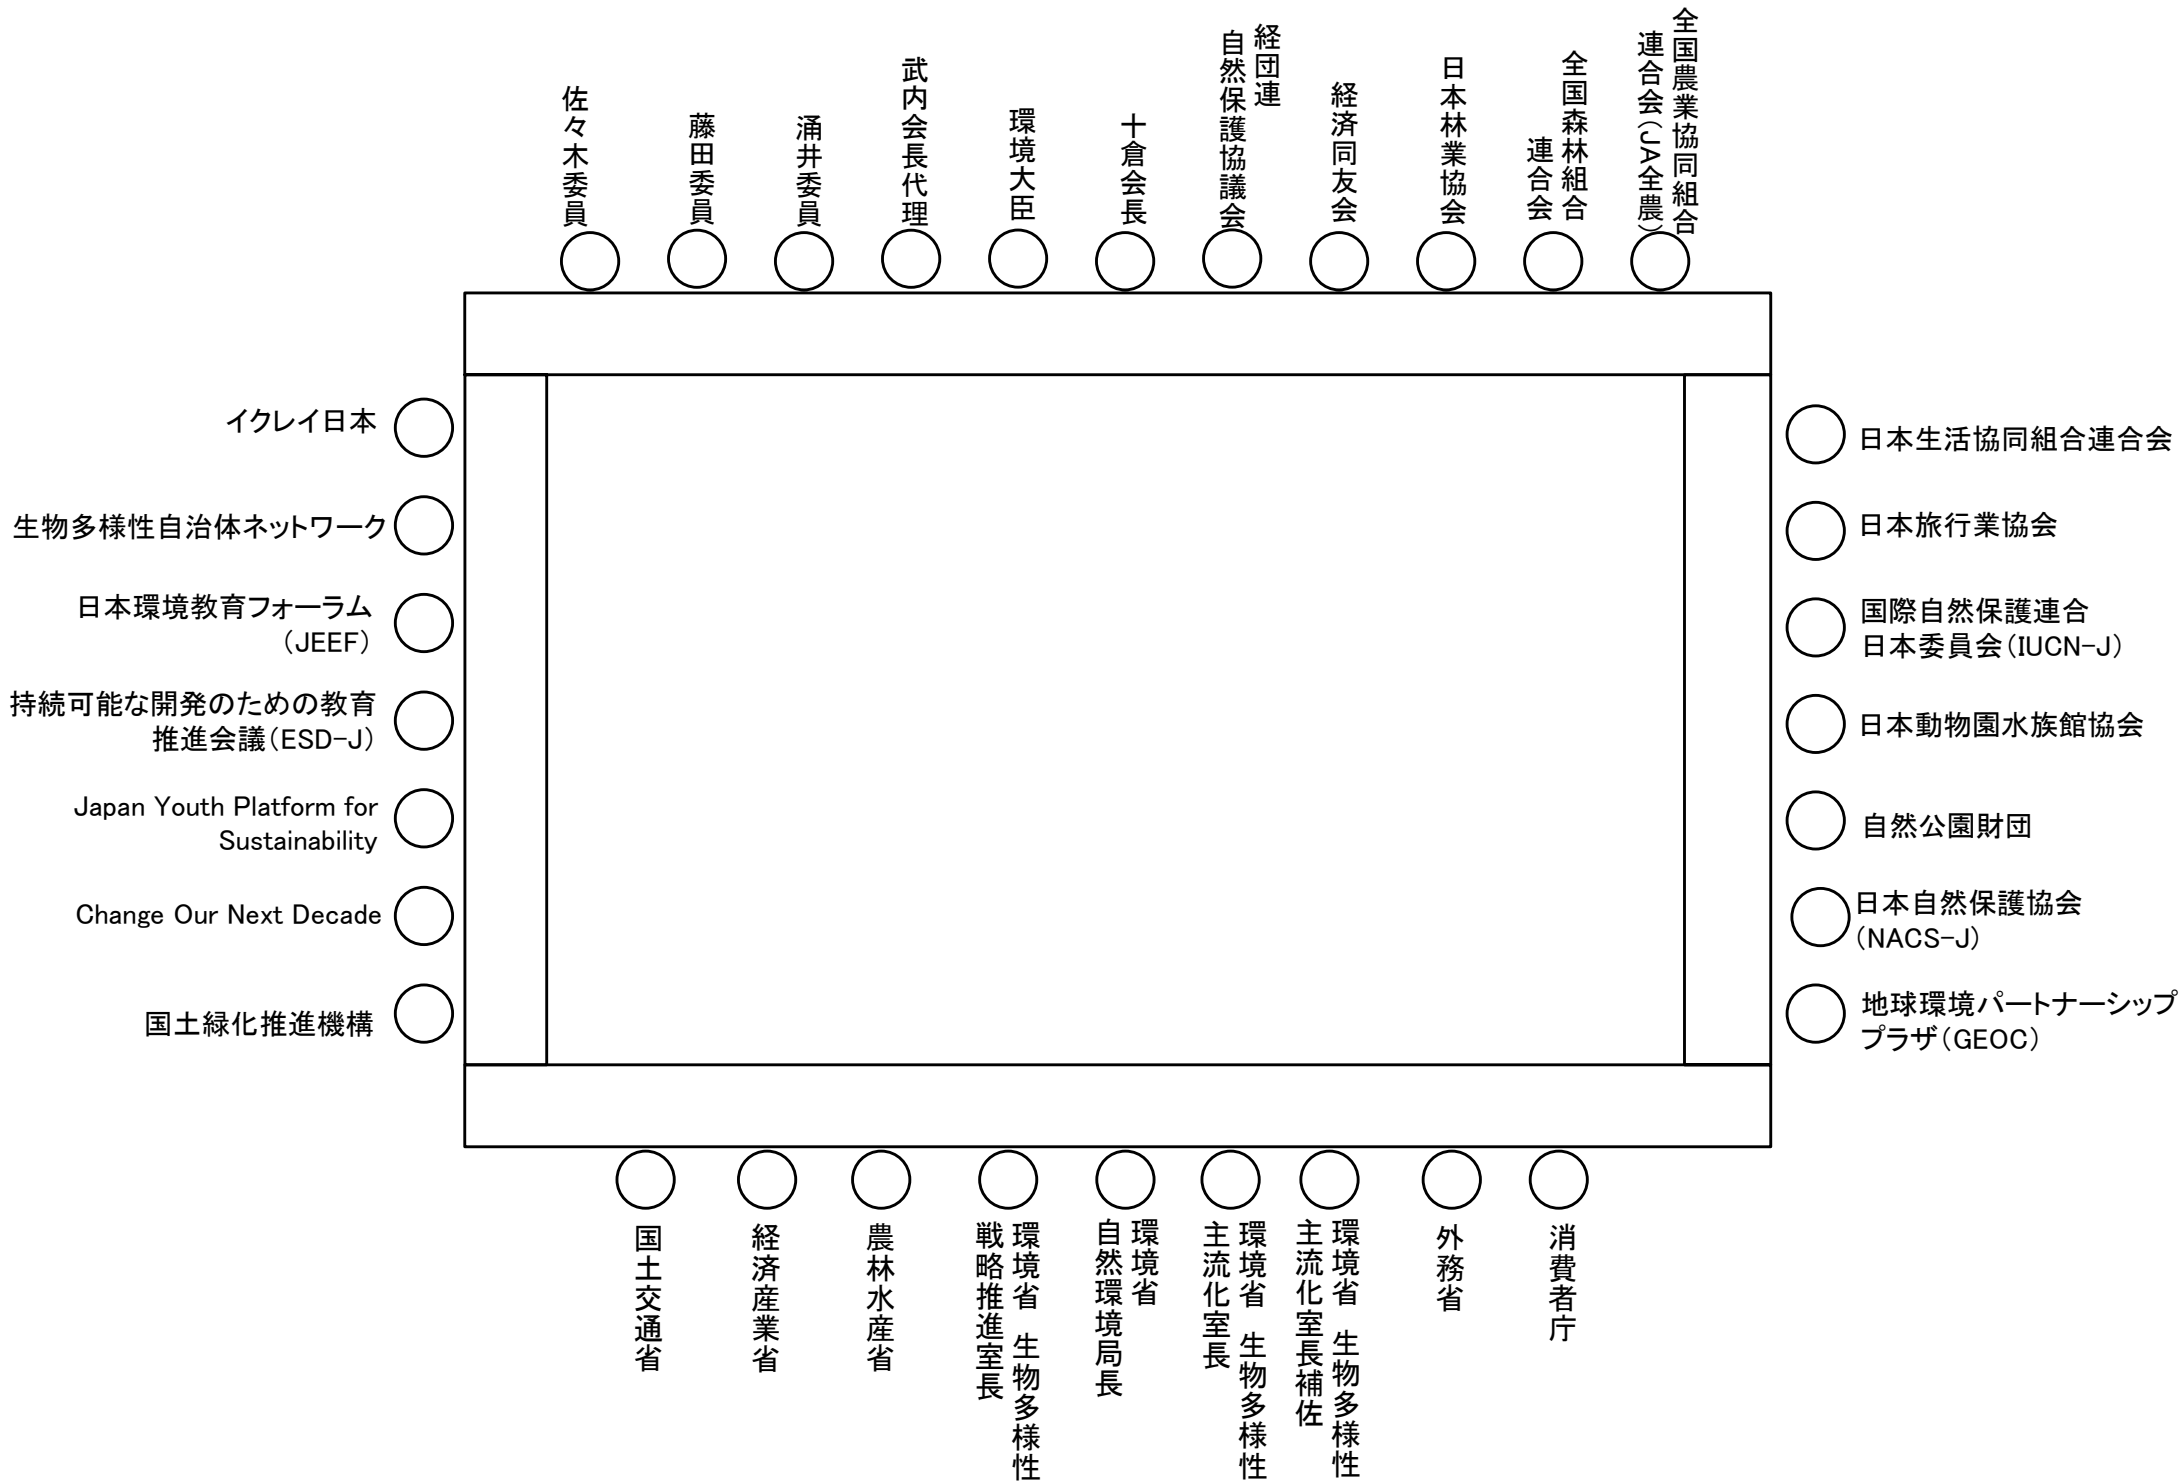 佐々木委員
藤田委員
涌井委員
武内会長代理
環境大臣
十倉会長
経団連
自然保護協議会
経済同友会
日本林業協会
全国森林組合
連合会
全国農業協同組合
連合会(JA全農)
イクレイ日本
生物多様性自治体ネットワーク
日本環境教育フォーラム
(JEEF)
持続可能な開発のための教育
推進会議(ESD-J)
Japan Youth Platform for
Sustainability
Change Our Next Decade
国土緑化推進機構
日本生活協同組合連合会
日本旅行業協会
国際自然保護連合
日本委員会(IUCN-J)
日本動物園水族館協会
自然公園財団
日本自然保護協会
(NACS-J)
地球環境パートナーシップ
プラザ(GEOC)
国土交通省
経済産業省
農林水産省
環境省 生物多様性
戦略推進室長
環境省
自然環境局長
環境省 生物多様性
主流化室長
環境省 生物多様性
主流化室長補佐
外務省
消費者庁